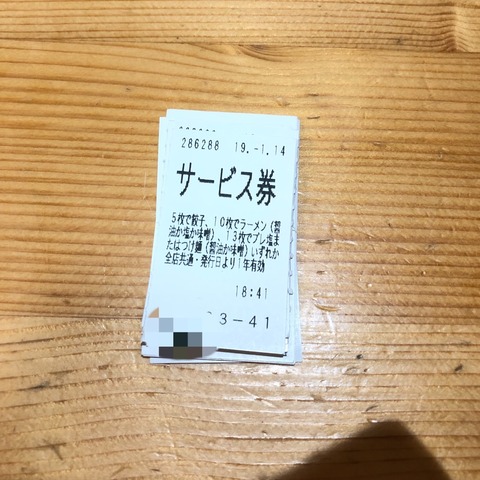 286288 19.-1.14
サービス券
5枚で餃子、10枚でラーメン(醤
油か塩か味噌)、13枚でプレ塩ま
たはつけ麺(醤油か味噌)いずれか
全店共通・発行日より1年有効
18:41
3-41